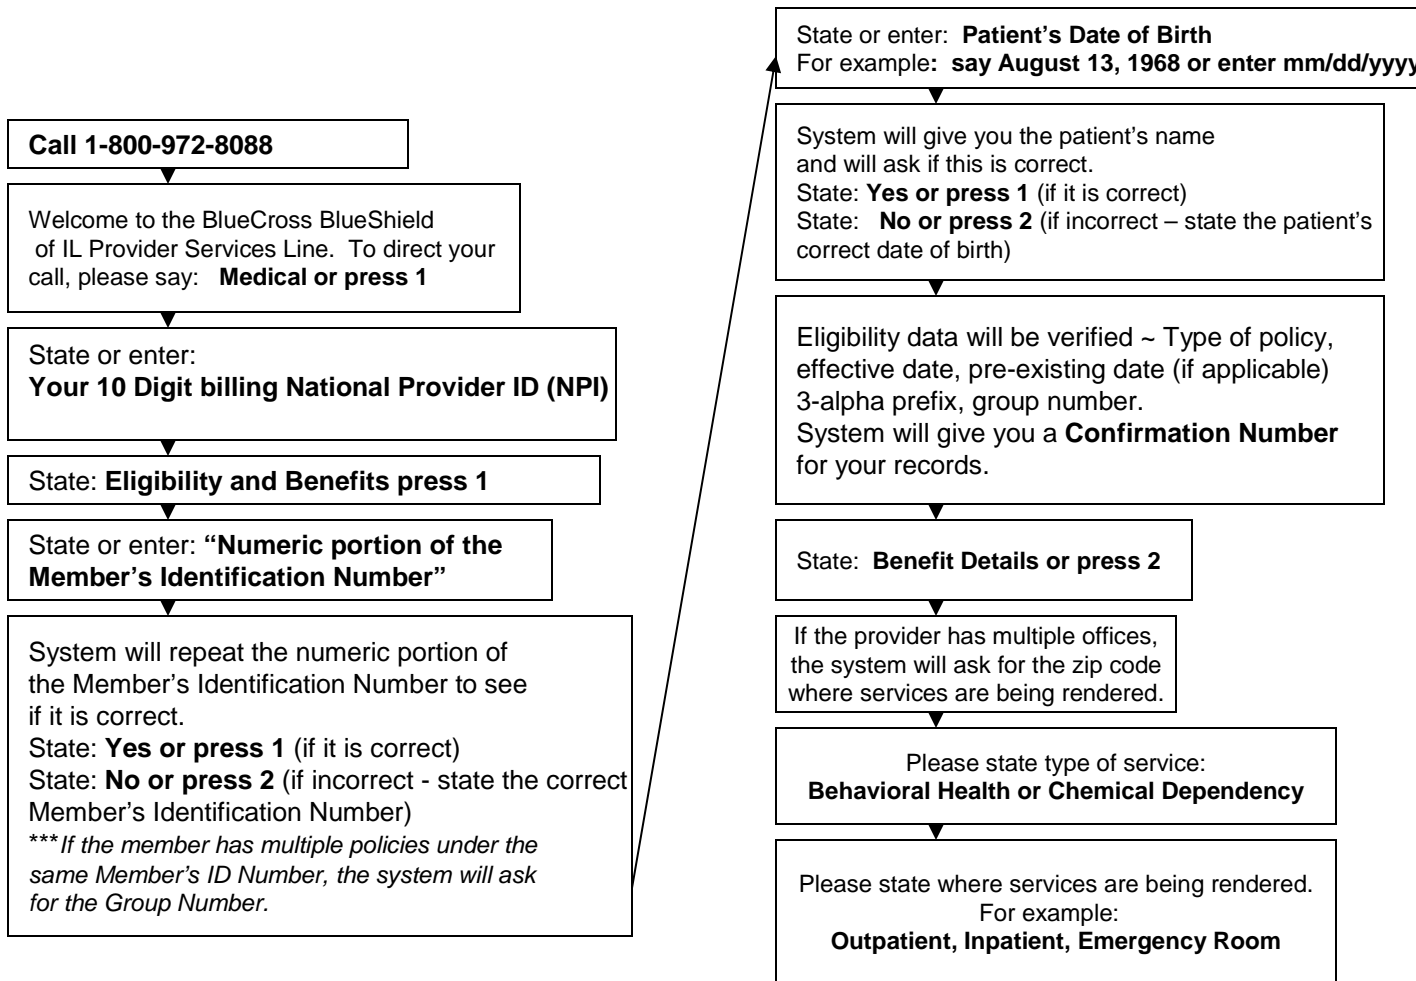 Call 1-800-972-8088
Welcome to the BlueCross BlueShield
of IL Provider Services Line. To direct your
call, please say: Medical or press 1
State or enter:
Your 10 Digit billing National Provider ID (NPI)
State: Eligibility and Benefits press 1
State or enter: “Numeric portion of the
Member’s Identification Number”
System will repeat the numeric portion of
the Member’s Identification Number to see
if it is correct.
State: Yes or press 1 (if it is correct)
State: No or press 2 (if incorrect - state the correct
Member’s Identification Number)
***If the member has multiple policies under the
same Member’s ID Number, the system will ask
for the Group Number.
State or enter: Patient’s Date of Birth
For example: say August 13, 1968 or enter mm/dd/yyyy
System will give you the patient’s name
and will ask if this is correct.
State: Yes or press 1 (if it is correct)
State: No or press 2 (if incorrect – state the patient’s
correct date of birth)
Eligibility data will be verified ~ Type of policy,
effective date, pre-existing date (if applicable)
3-alpha prefix, group number.
System will give you a Confirmation Number
for your records.
State: Benefit Details or press 2
If the provider has multiple offices,
the system will ask for the zip code
where services are being rendered.
Please state type of service:
Behavioral Health or Chemical Dependency
Please state where services are being rendered.
For example:
Outpatient, Inpatient, Emergency Room